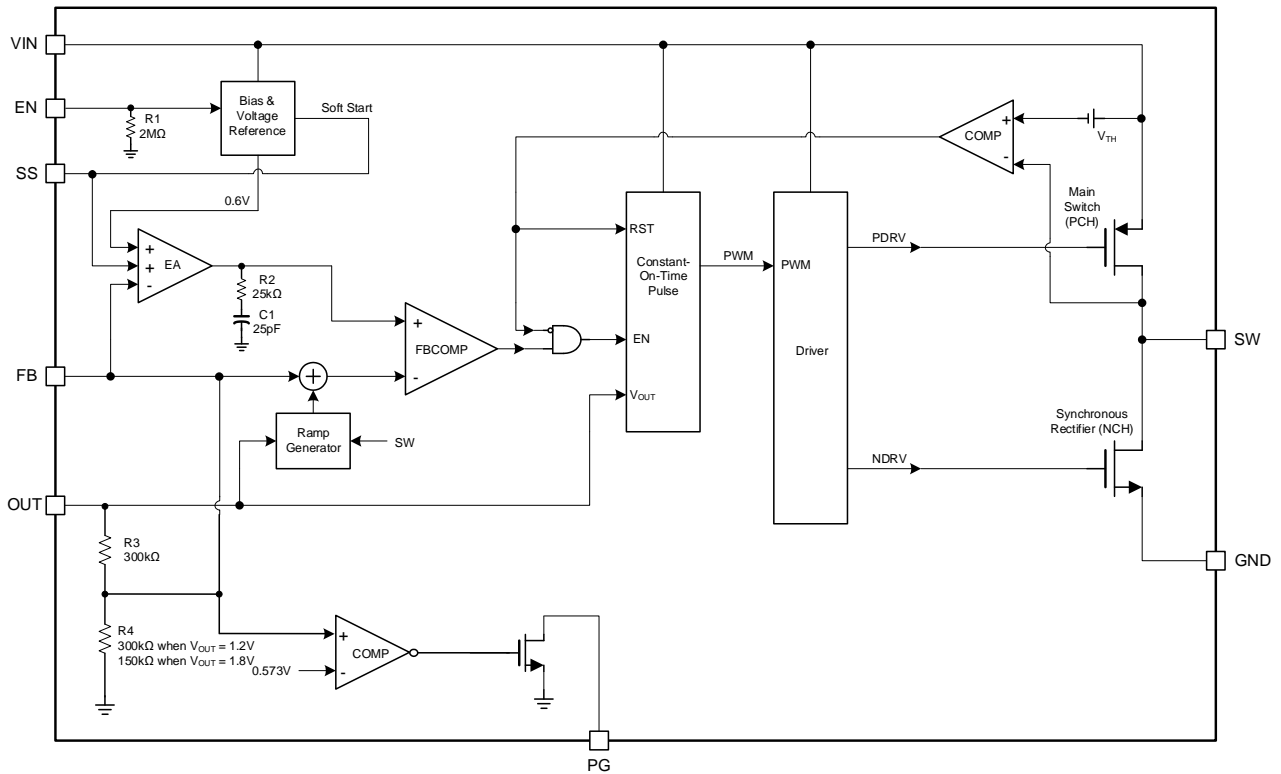 VIN
EN
R1
2MΩ
Bias &
Voltage
Reference
Soft Start
SS
0.6V
+
+
-
EA
R2
25kΩ
C1
25pF
FB
+
+
-
FBCOMP
Ramp
Generator
SW
OUT
R3
300kΩ
R4
300kΩ when VOUT = 1.2V
150kΩ when VOUT = 1.8V
0.573V
+
-
COMP
PG
RST
Constant-
On-Time
Pulse
EN
VOUT
PWM
PWM
Driver
PDRV
NDRV
COMP
+
-
VTH
Main
Switch
(PCH)
Synchronous
Rectifier (NCH)
SW
GND